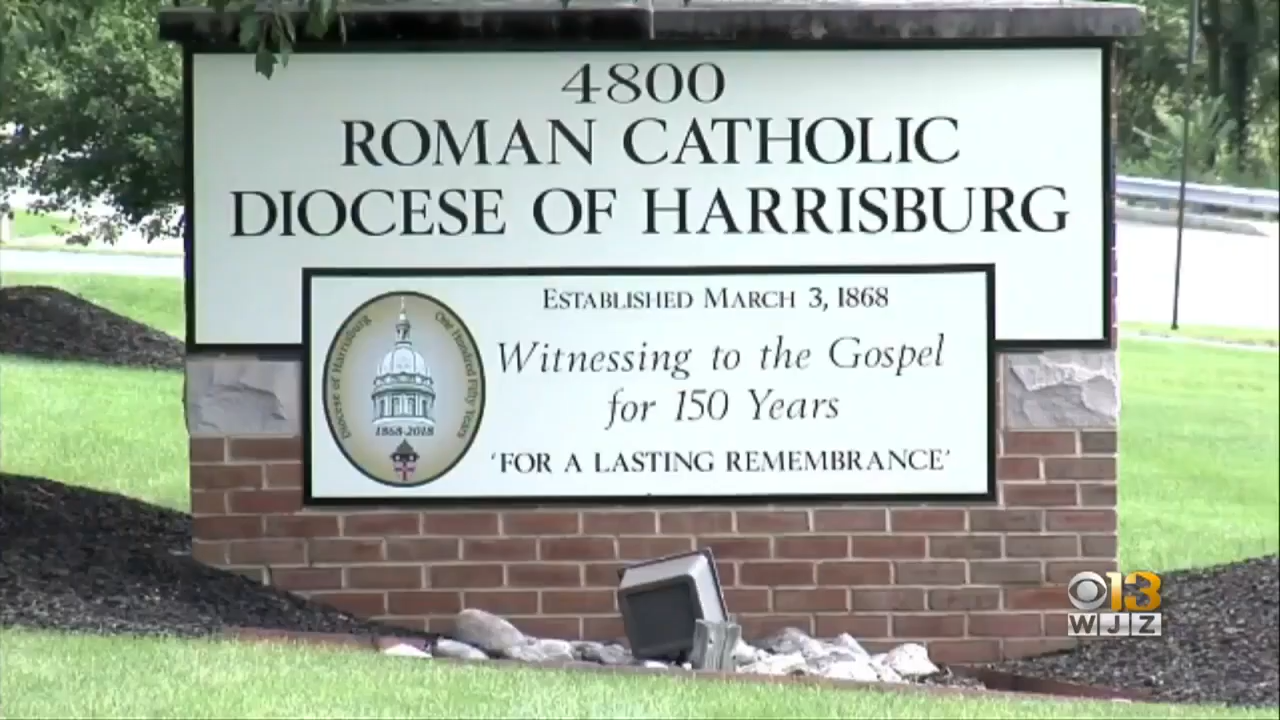 4800
ROMAN CATHOLIC
DIOCESE OF HARRISBURG
ESTABLISHED MARCH 3, 1868
Witnessing to the Gospel
for 150 Years
'FOR A LASTING REMEMBRANCE'
Diocese of Harrisburg
One Hundred Fifty Years
1868-2018
13
WJZ